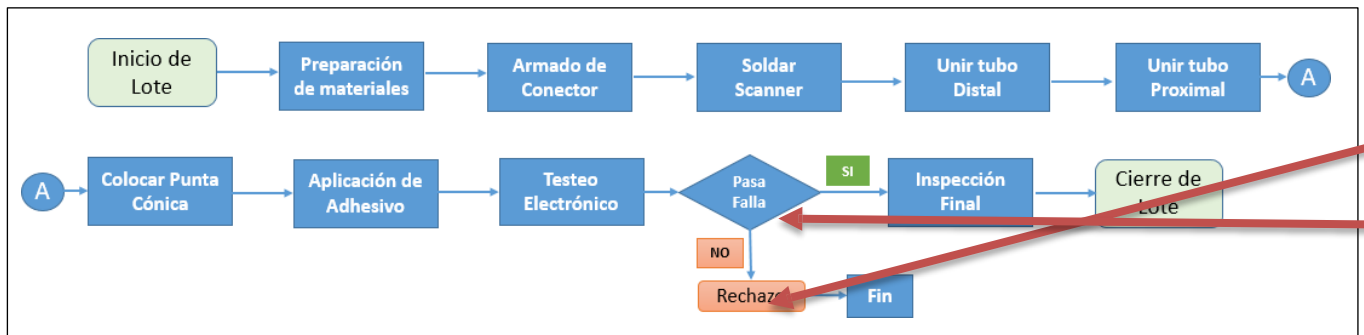 Inicio de
Lote
Preparación
de materiales
Armado de
Conector
Soldar
Scanner
Unir tubo
Distal
Unir tubo
Proximal
A
A
Colocar Punta
Cónica
Aplicación de
Adhesivo
Testeo
Electrónico
Pasa
Falla
SI
Inspección
Final
Cierre de
Lote
NO
Rechazo
Fin